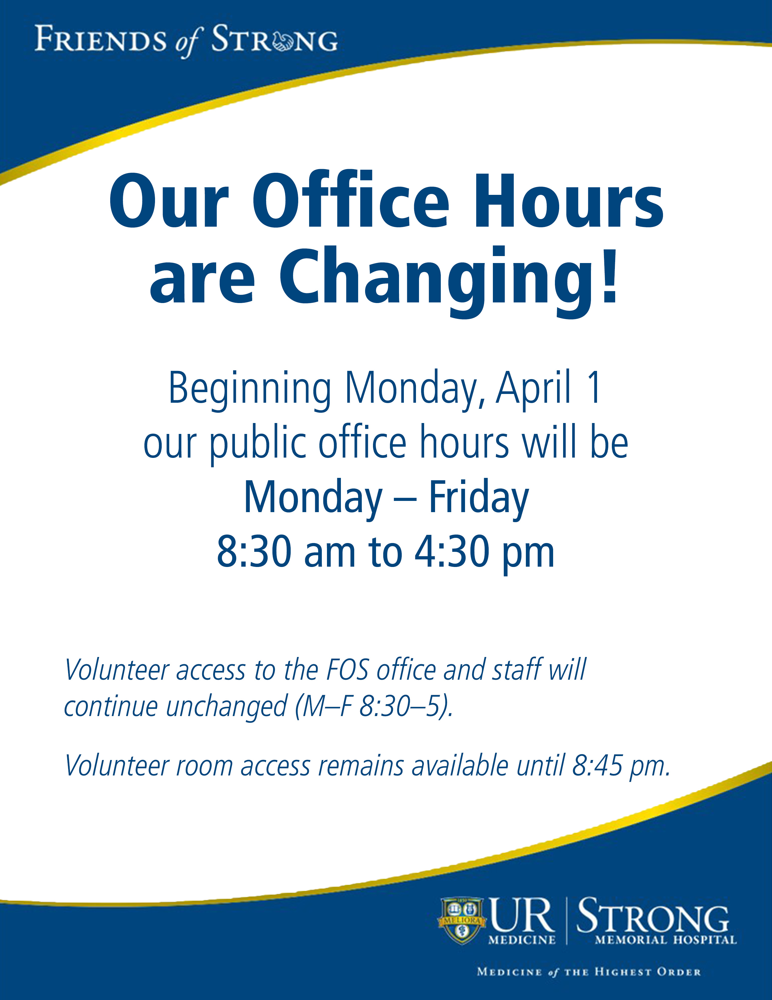 FRIENDS of STRONG
Our Office Hours
are Changing!
Beginning Monday, April 1
our public office hours will be
Monday – Friday
8:30 am to 4:30 pm
Volunteer access to the FOS office and staff will
continue unchanged (M–F 8:30–5).
Volunteer room access remains available until 8:45 pm.
1850
MELIORA
UR
MEDICINE
STRONG
MEMORIAL HOSPITAL
MEDICINE of THE HIGHEST ORDER